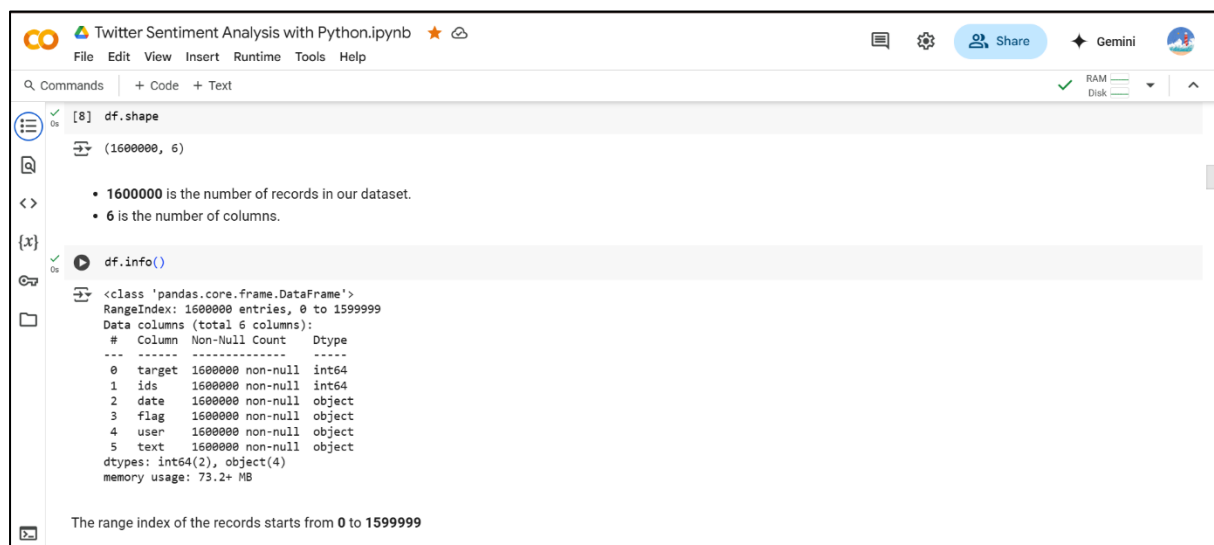 Twitter Sentiment Analysis with Python.ipynb
File Edit View Insert Runtime Tools Help
Share
Gemini
Commands + Code + Text
RAM
Disk
0s
[8] df.shape
(1600000, 6)
• 1600000 is the number of records in our dataset.
• 6 is the number of columns.
{x}
0s
df.info()
<class 'pandas.core.frame.DataFrame'>
RangeIndex: 1600000 entries, 0 to 1599999
Data columns (total 6 columns):
#   Column  Non-Null Count    Dtype
---  ------  --------------    -----
0   target  1600000 non-null  int64
1   ids     1600000 non-null  int64
2   date    1600000 non-null  object
3   flag    1600000 non-null  object
4   user    1600000 non-null  object
5   text    1600000 non-null  object
dtypes: int64(2), object(4)
memory usage: 73.2+ MB
The range index of the records starts from 0 to 1599999